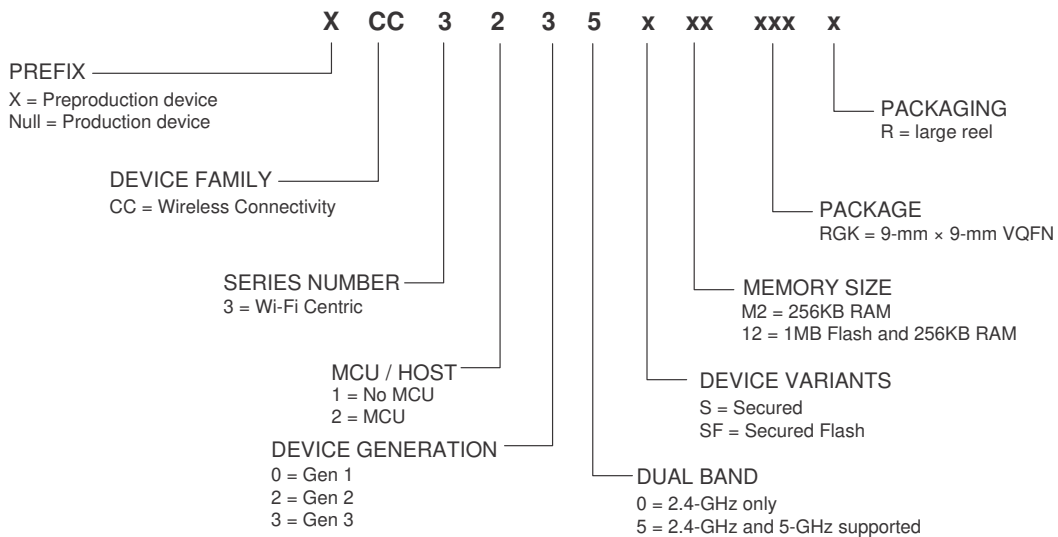 X CC 3 2 3 5 x xx xxx x
PREFIX
X = Preproduction device
Null = Production device
PACKAGING
R = large reel
DEVICE FAMILY
CC = Wireless Connectivity
PACKAGE
RGK = 9-mm × 9-mm VQFN
SERIES NUMBER
3 = Wi-Fi Centric
MEMORY SIZE
M2 = 256KB RAM
12 = 1MB Flash and 256KB RAM
MCU / HOST
1 = No MCU
2 = MCU
DEVICE VARIANTS
S = Secured
SF = Secured Flash
DEVICE GENERATION
0 = Gen 1
2 = Gen 2
3 = Gen 3
DUAL BAND
0 = 2.4-GHz only
5 = 2.4-GHz and 5-GHz supported